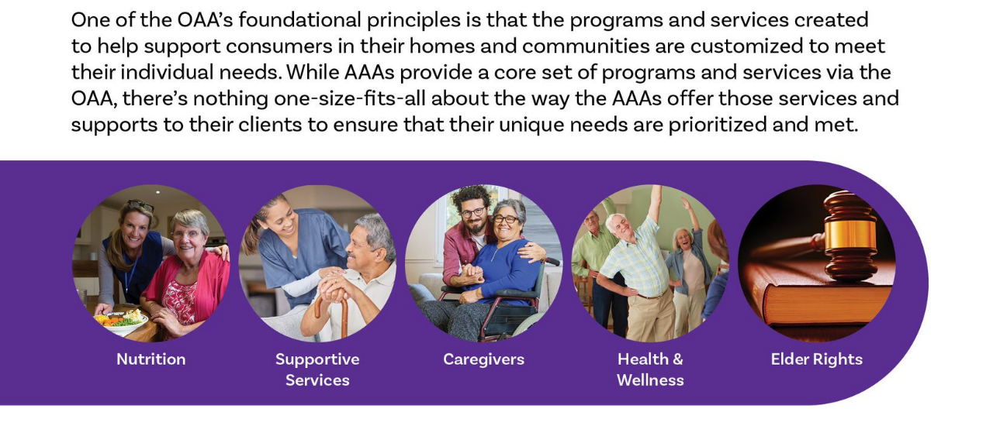 One of the OAA’s foundational principles is that the programs and services created
to help support consumers in their homes and communities are customized to meet
their individual needs. While AAAs provide a core set of programs and services via the
OAA, there’s nothing one-size-fits-all about the way the AAAs offer those services and
supports to their clients to ensure that their unique needs are prioritized and met.
Nutrition
Supportive
Services
Caregivers
Health &
Wellness
Elder Rights